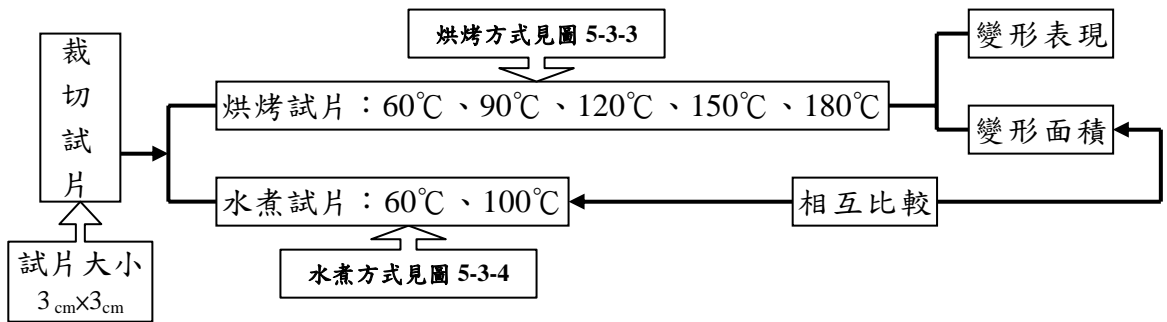 裁切試片
試片大小
3 cm×3cm
烘烤方式見圖 5-3-3
烘烤試片：60℃、90℃、120℃、150℃、180℃
水煮試片：60℃、100℃
水煮方式見圖 5-3-4
相互比較
變形表現
變形面積